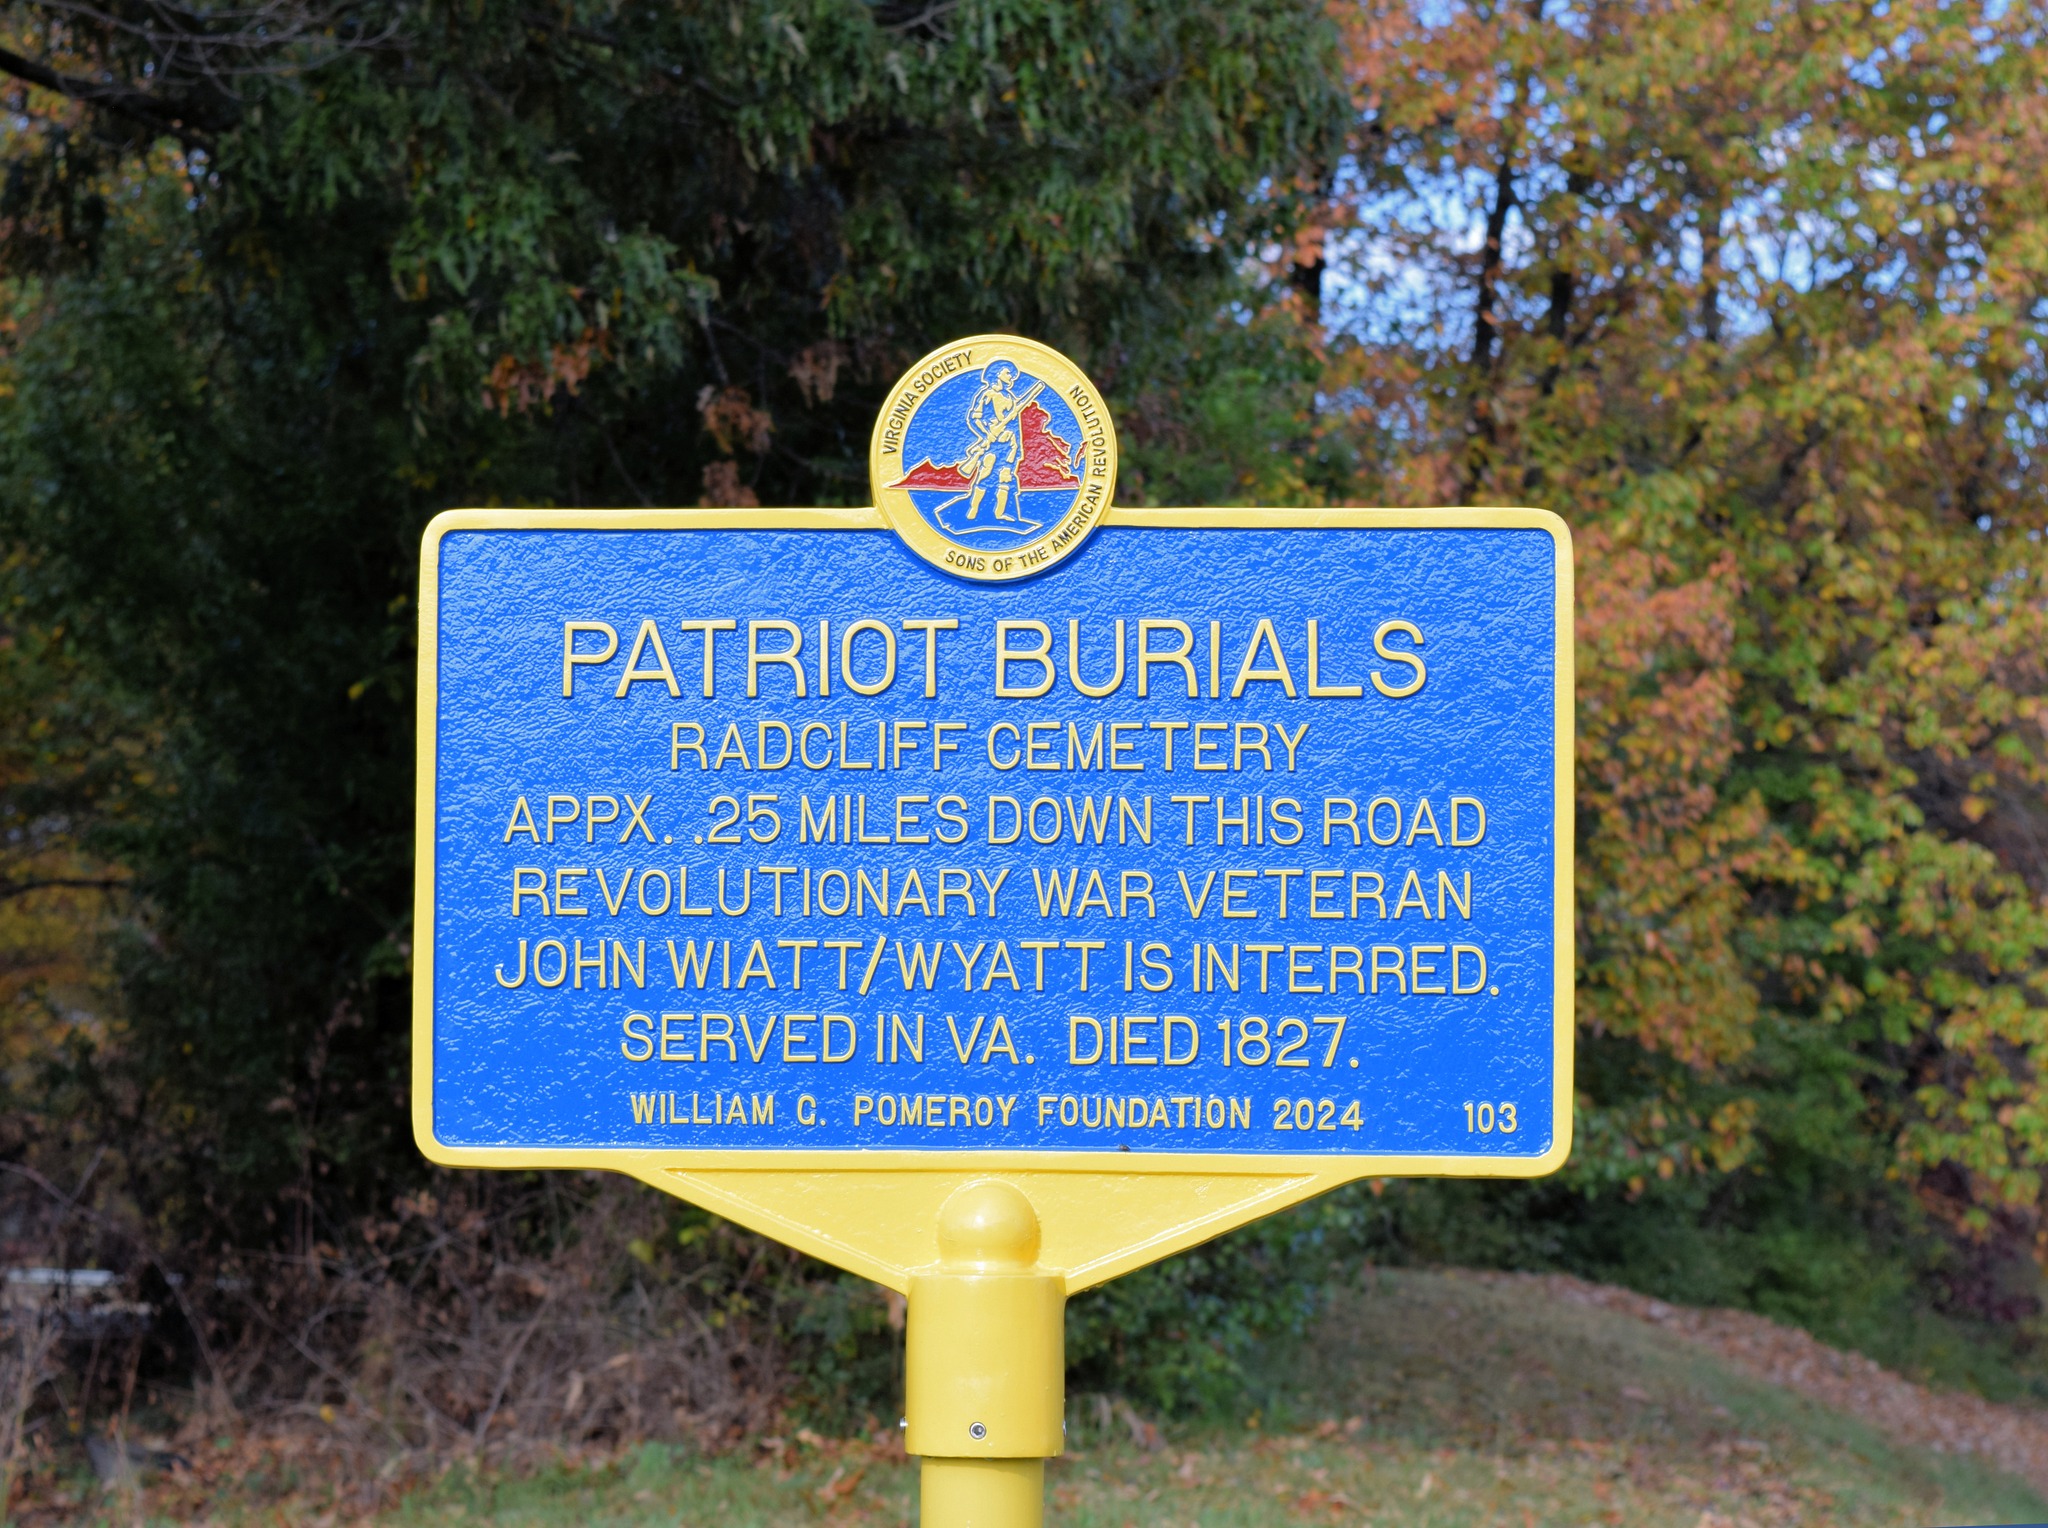 VIRGINIA SOCIETY
SONS OF THE AMERICAN REVOLUTION
PATRIOT BURIALS
RADCLIFF CEMETERY
APPX. .25 MILES DOWN THIS ROAD
REVOLUTIONARY WAR VETERAN
JOHN WIATT/WYATT IS INTERRED.
SERVED IN VA. DIED 1827.
WILLIAM G. POMEROY FOUNDATION 2024 103